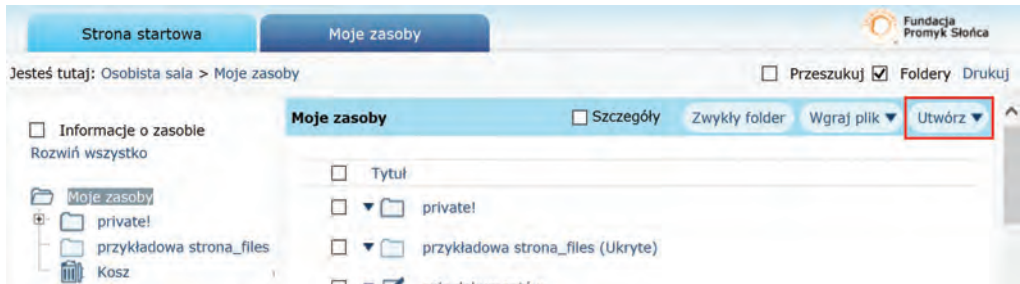 Strona startowa
Moje zasoby
Fundacja
Promyk Słońca
Jesteś tutaj: Osobista sala > Moje zasoby
Przeszukuj Foldery Drukuj
Informacje o zasobie
Rozwiń wszystko
Moje zasoby
private!
przykładowa strona_files
Kosz
Moje zasoby
Szczegóły Zwykły folder Wgraj plik Utwórz
Tytuł
private!
przykładowa strona_files (Ukryte)